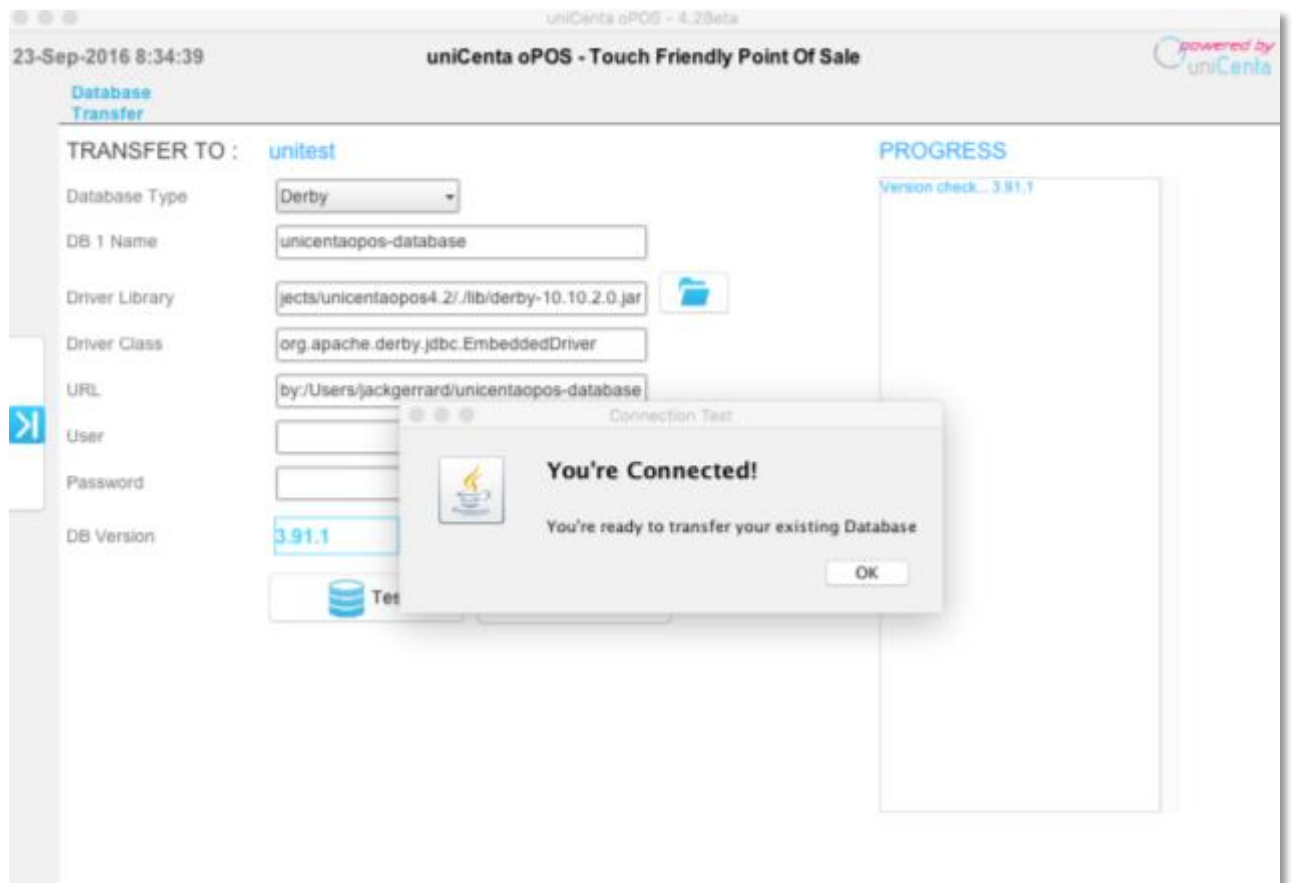 uniCenta oPOS - 4.2Beta
23-Sep-2016 8:34:39
uniCenta oPOS - Touch Friendly Point Of Sale
powered by
uniCenta
Database
Transfer
TRANSFER TO :
unitest
PROGRESS
Database Type
Derby
Version check... 3.91.1
DB 1 Name
unicentaopos-database
Driver Library
jects/unicentaopos4.2/./lib/derby-10.10.2.0.jar
Driver Class
org.apache.derby.jdbc.EmbeddedDriver
URL
by:/Users/jackgerrard/unicentaopos-database
Connection Test
User
You're Connected!
Password
You're ready to transfer your existing Database
DB Version
3.91.1
OK
Tes